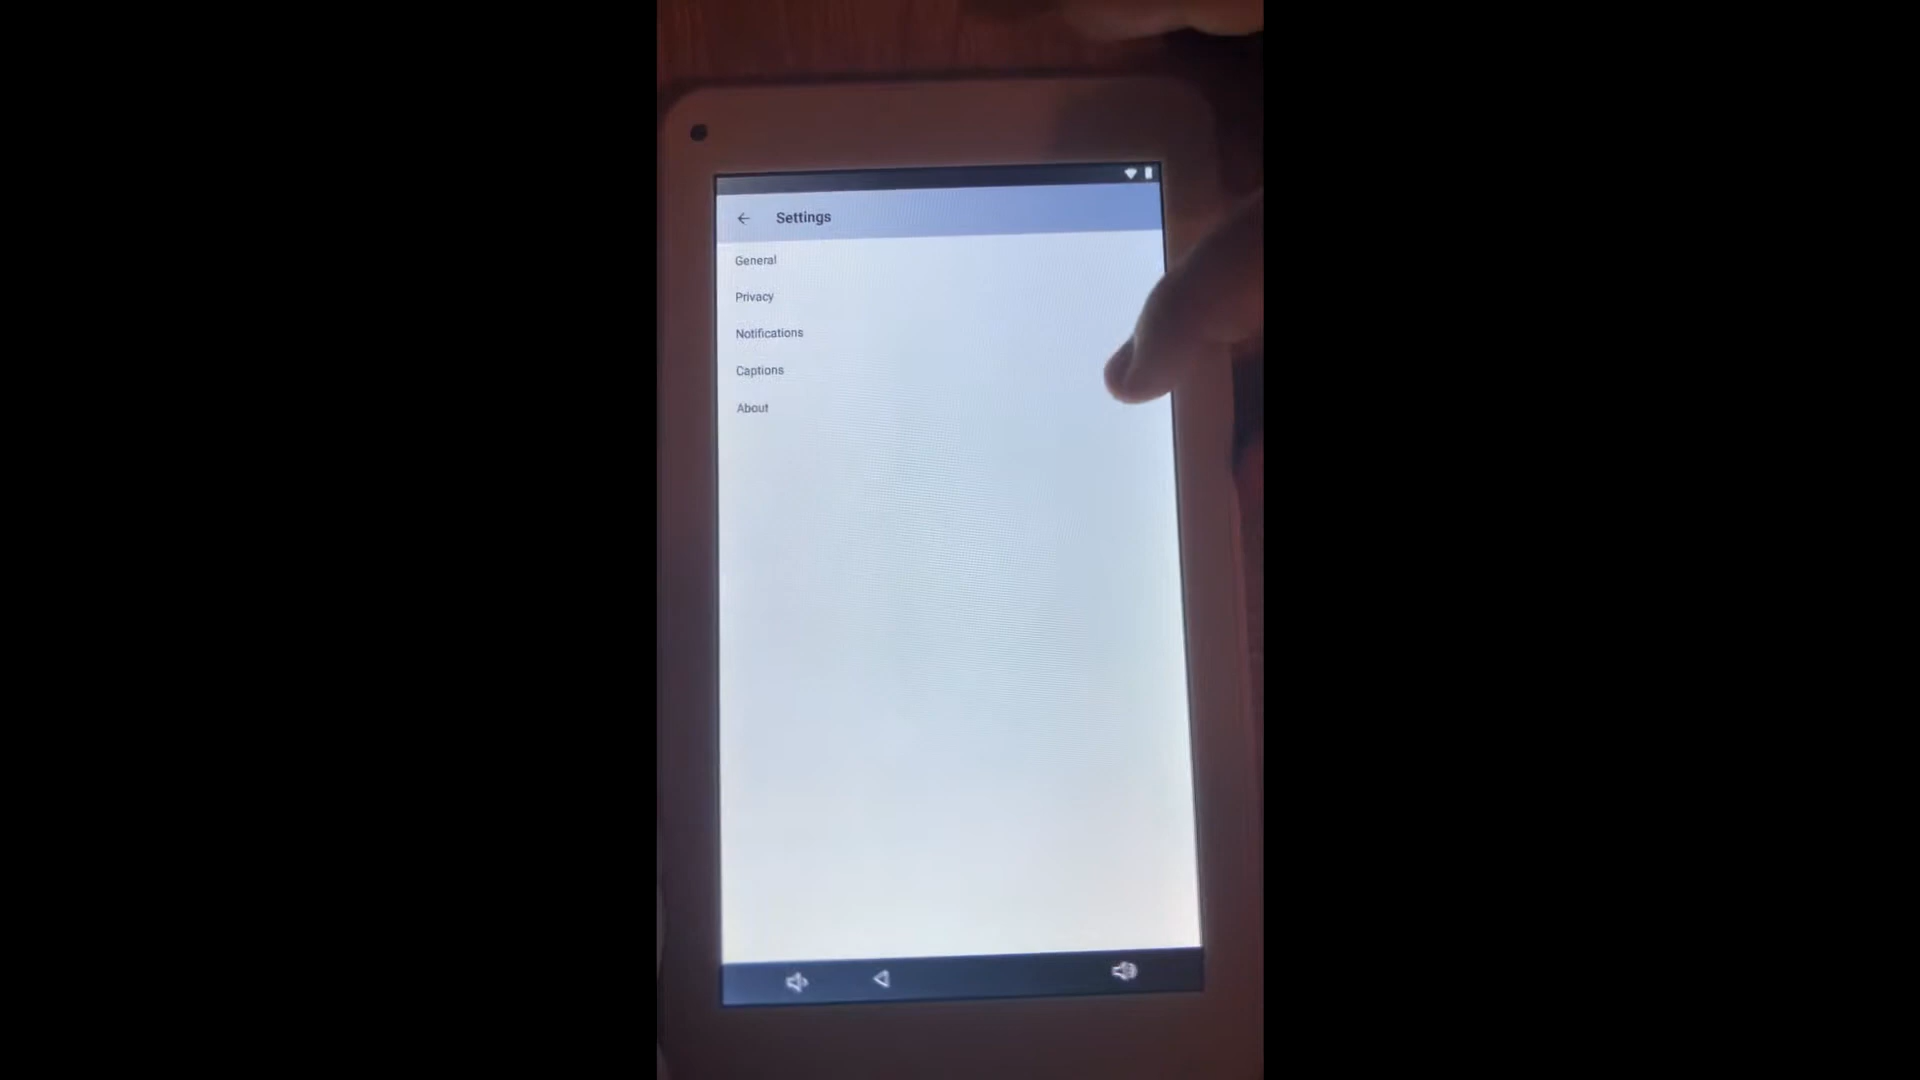 Settings
General
Privacy
Notifications
Captions
About